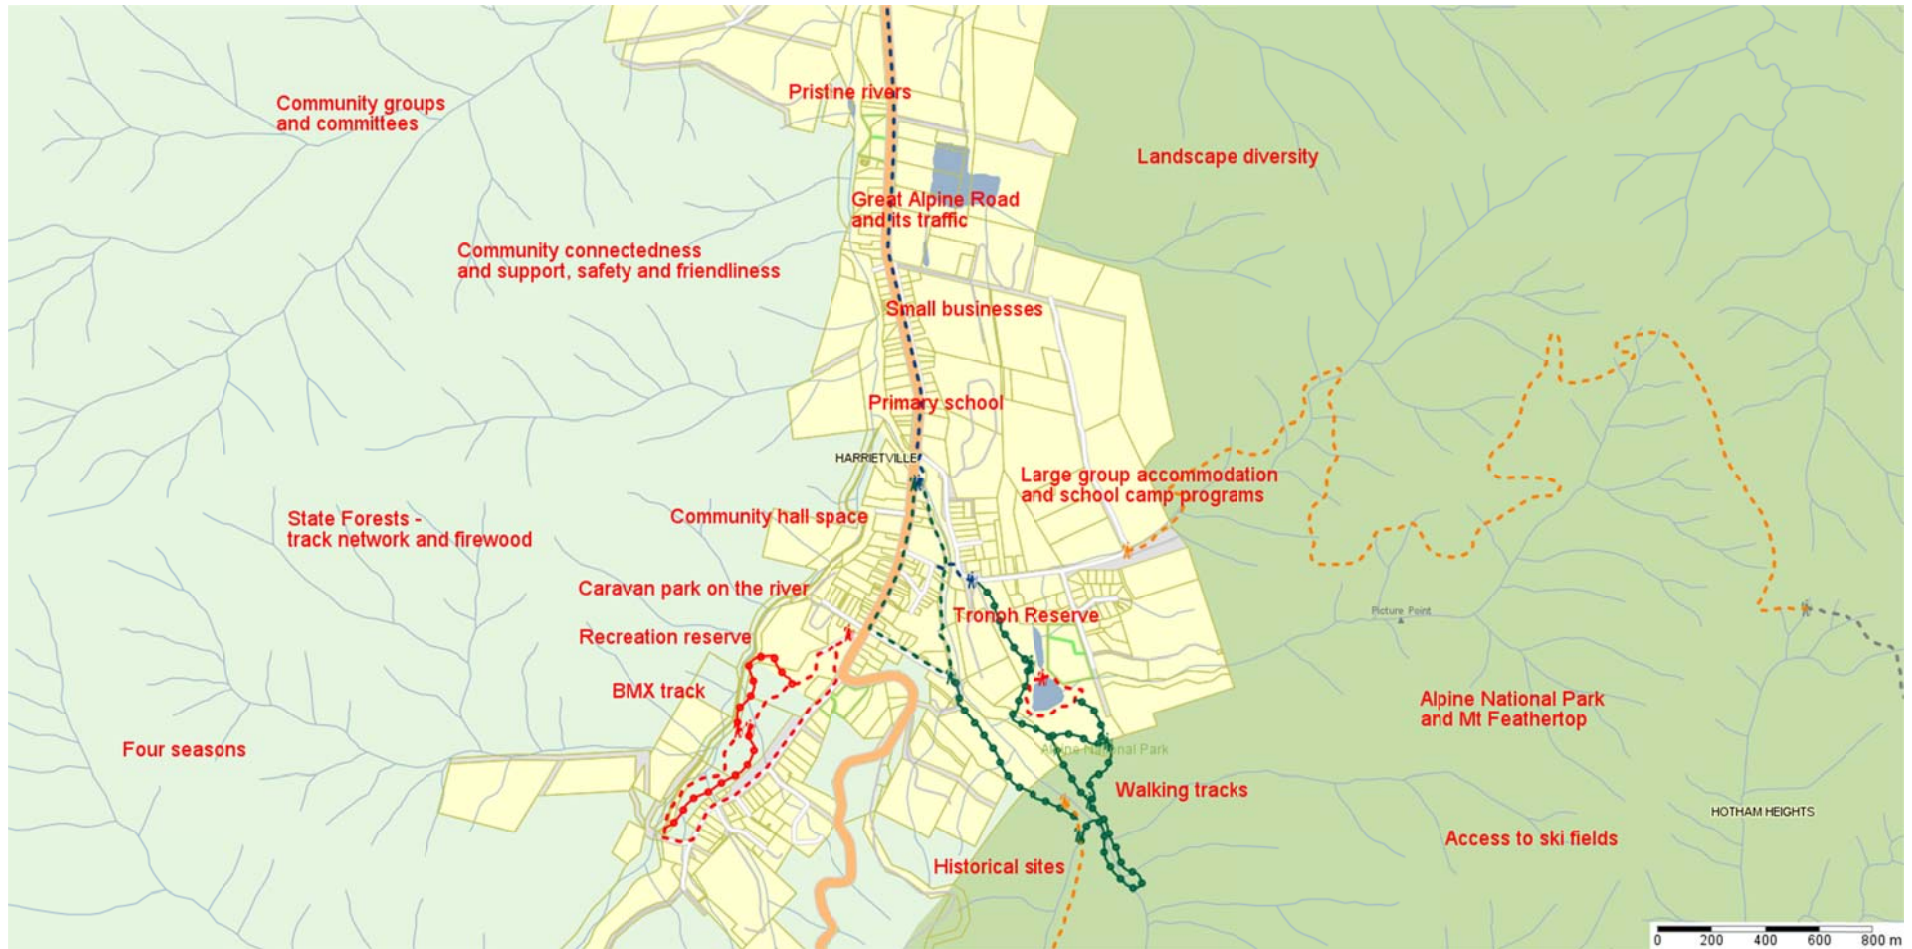 Pristine rivers
Community groups
and committees
Landscape diversity
Great Alpine Road
and its traffic
Community connectedness
and support, safety and friendliness
Small businesses
Primary school
HARRIETVILLE
Large group accommodation
and school camp programs
Community hall space
State Forests -
track network and firewood
Caravan park on the river
Tronoh Reserve
Picture Point
Recreation reserve
BMX track
Alpine National Park
and Mt Feathertop
Four seasons
Alpine National Park
Walking tracks
HOTHAM HEIGHTS
Access to ski fields
Historical sites
0 200 400 600 800 m